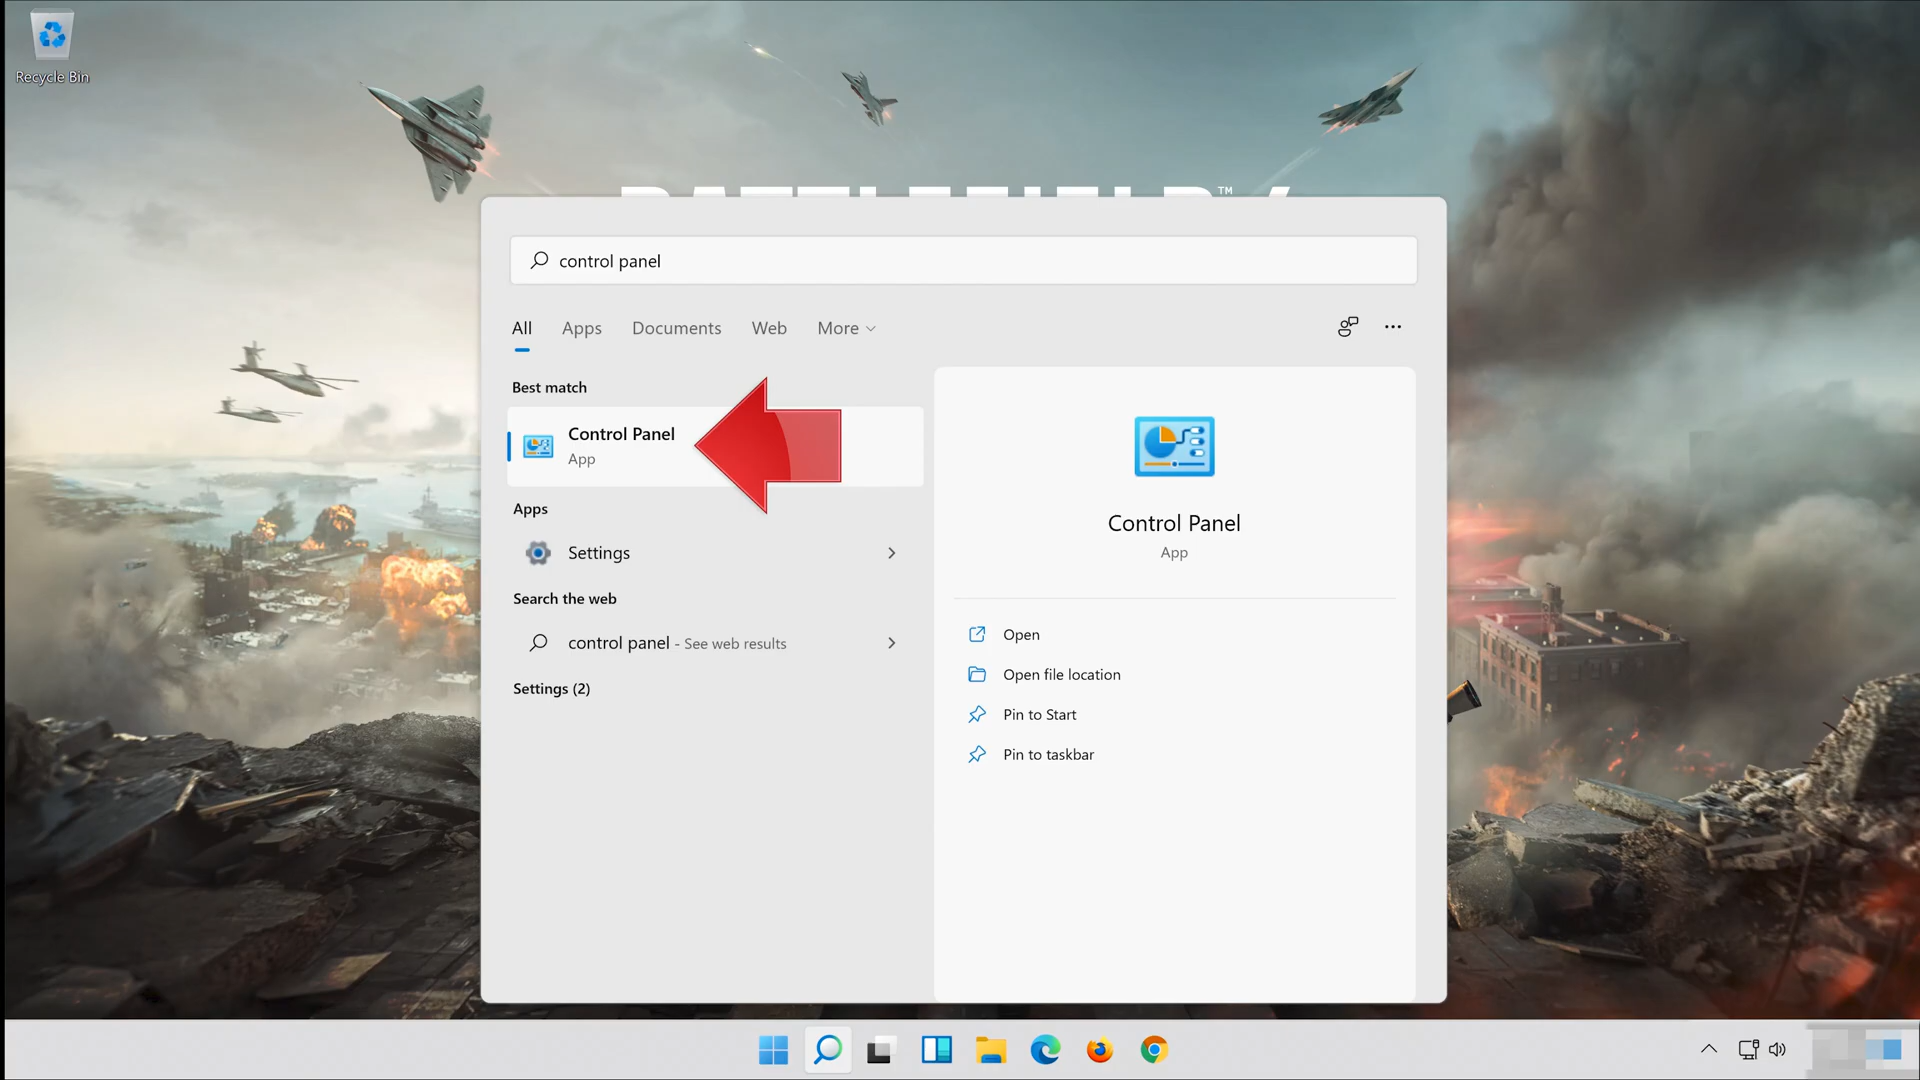 Recycle Bin
control panel
All Apps Documents Web More
Best match
Control Panel
App
Apps
Settings
Search the web
control panel - See web results
Settings (2)
Control Panel
App
Open
Open file location
Pin to Start
Pin to taskbar